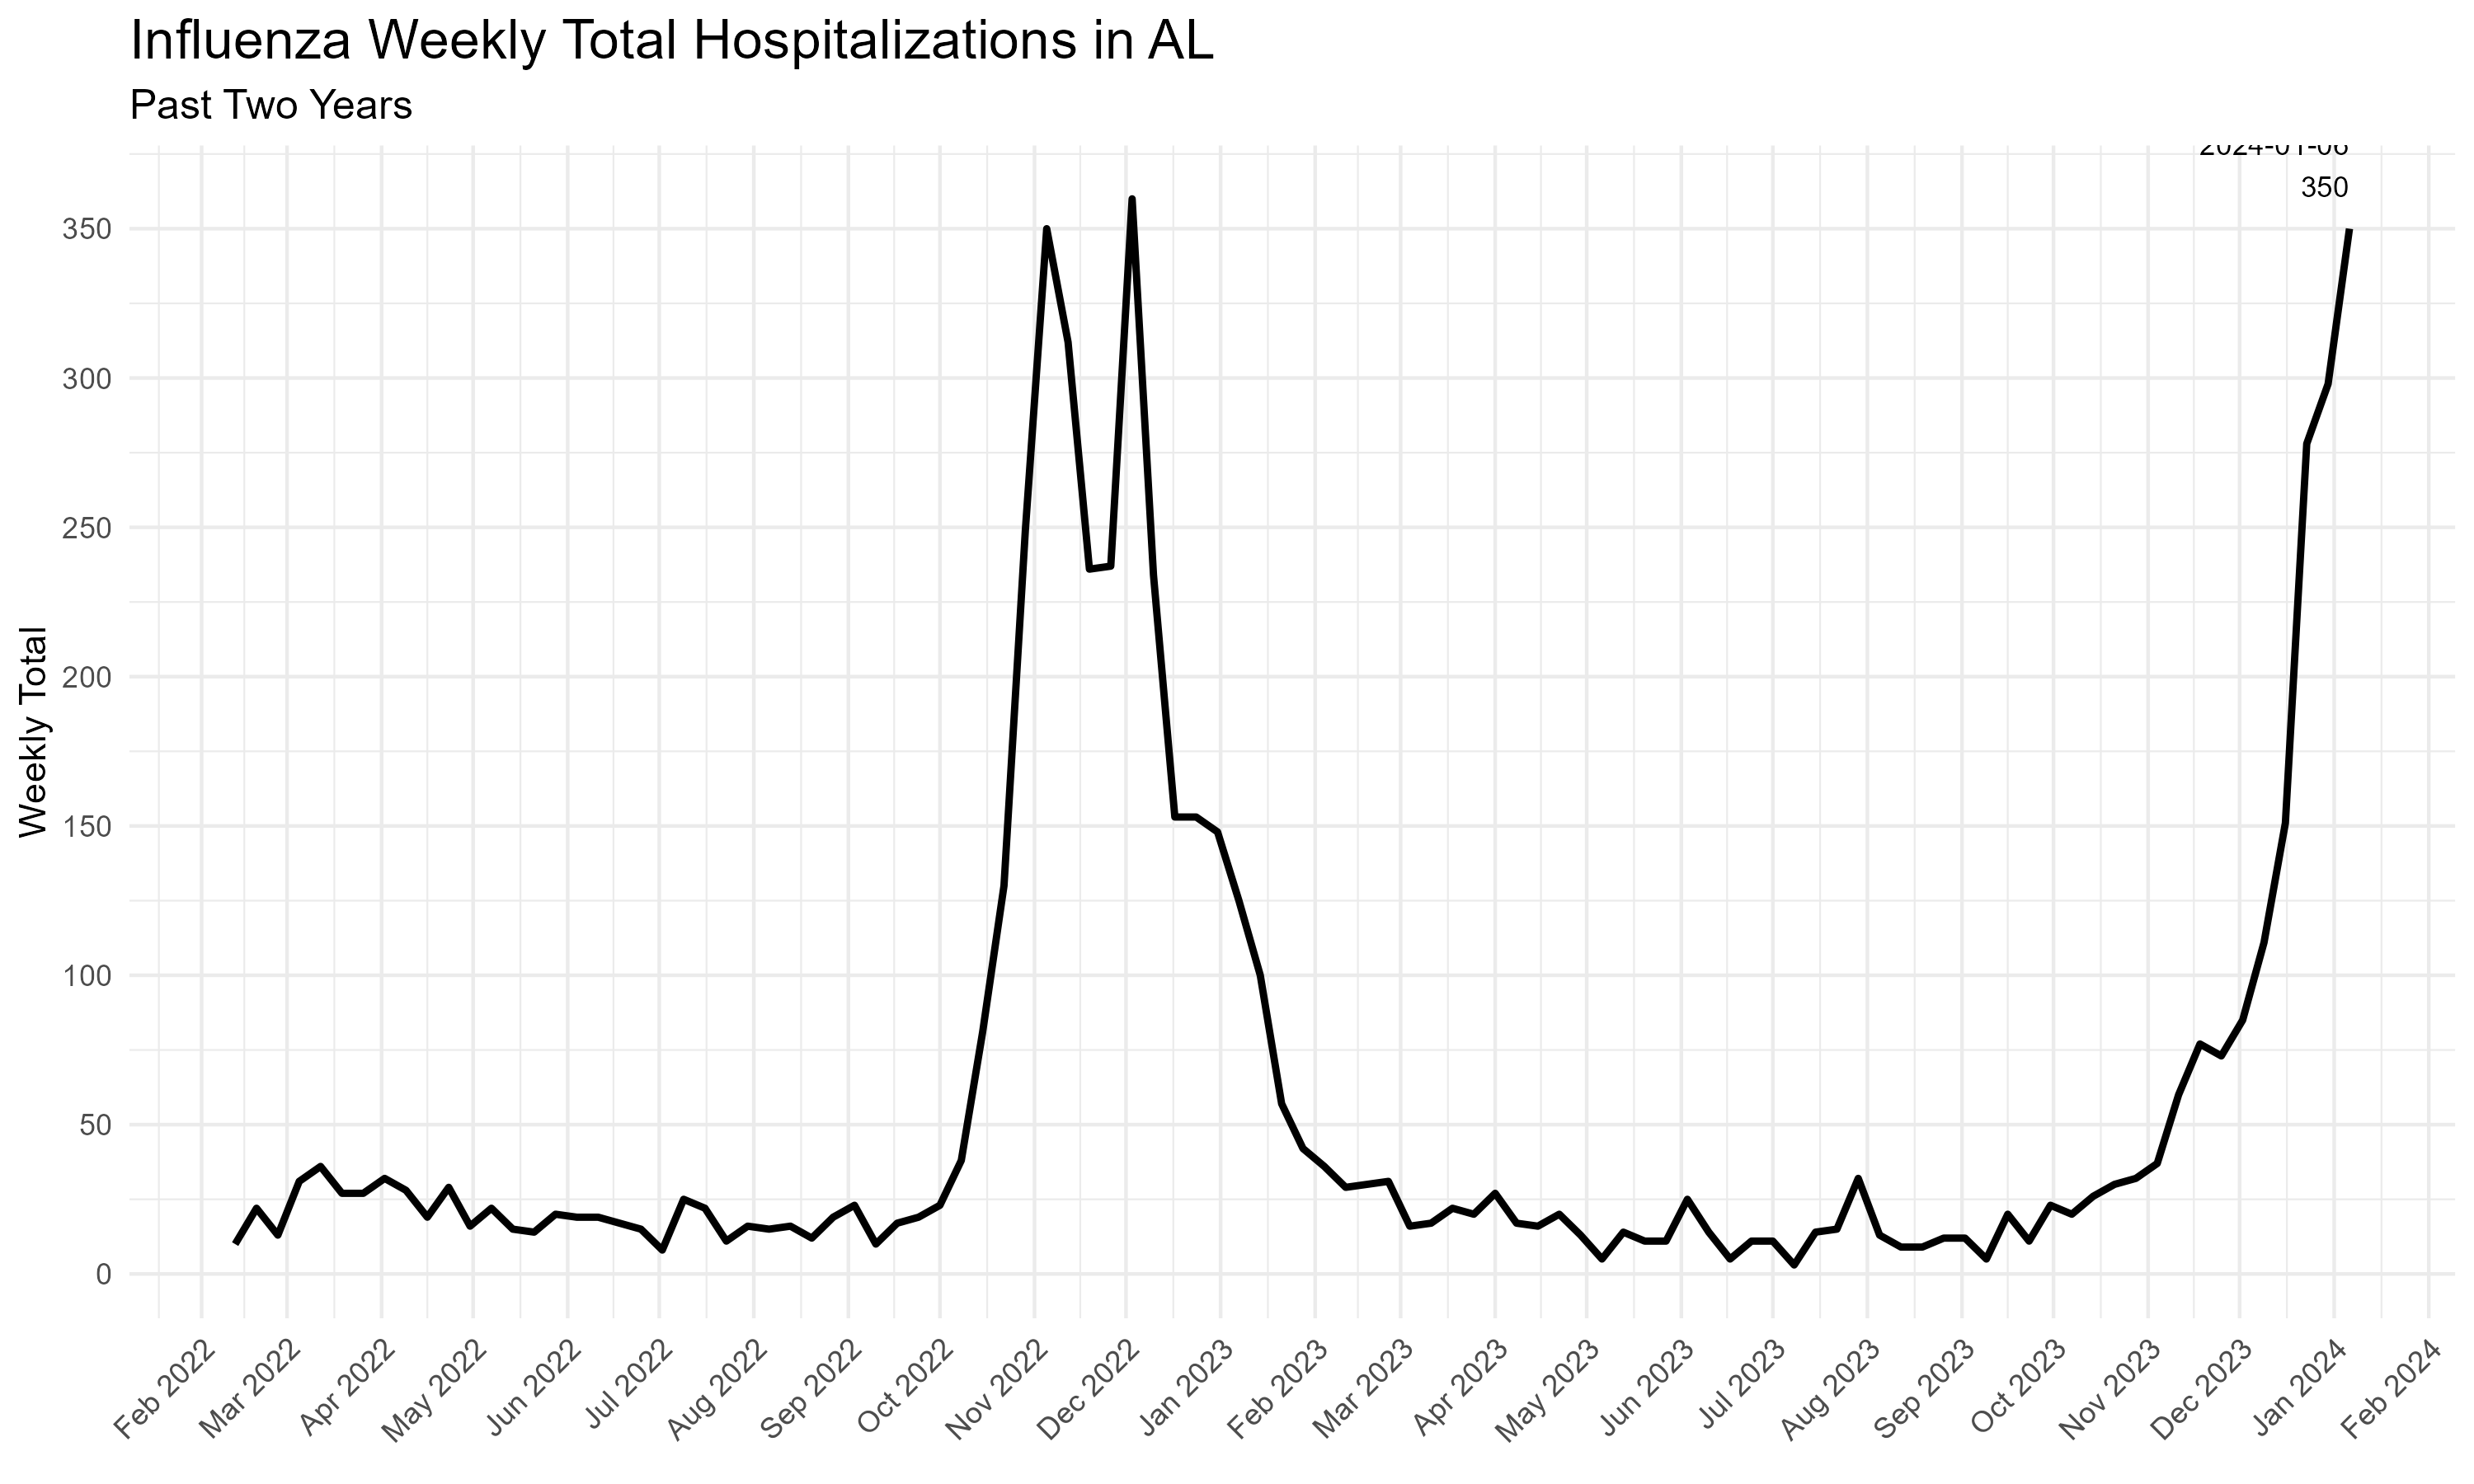 Influenza Weekly Total Hospitalizations in AL
Past Two Years
2024-01-06
350
Weekly Total
350
300
250
200
150
100
50
0
Feb 2022
Mar 2022
Apr 2022
May 2022
Jun 2022
Jul 2022
Aug 2022
Sep 2022
Oct 2022
Nov 2022
Dec 2022
Jan 2023
Feb 2023
Mar 2023
Apr 2023
May 2023
Jun 2023
Jul 2023
Aug 2023
Sep 2023
Oct 2023
Nov 2023
Dec 2023
Jan 2024
Feb 2024